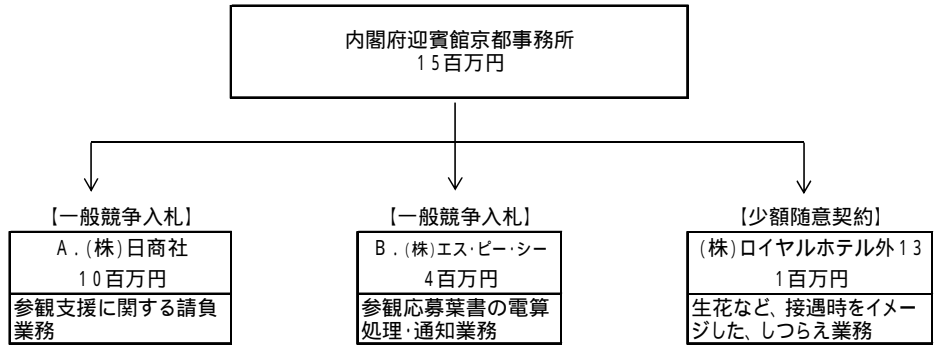 内閣府迎賓館京都事務所
15百万円
【一般競争入札】
A.(株)日商社
10百万円
参観支援に関する請負
業務
【一般競争入札】
B.(株)エス・ピー・シー
4百万円
参観応募葉書の電算
処理・通知業務
【少額随意契約】
(株)ロイヤルホテル外13
1百万円
生花など、接遇時をイメー
ジした、しつらえ業務